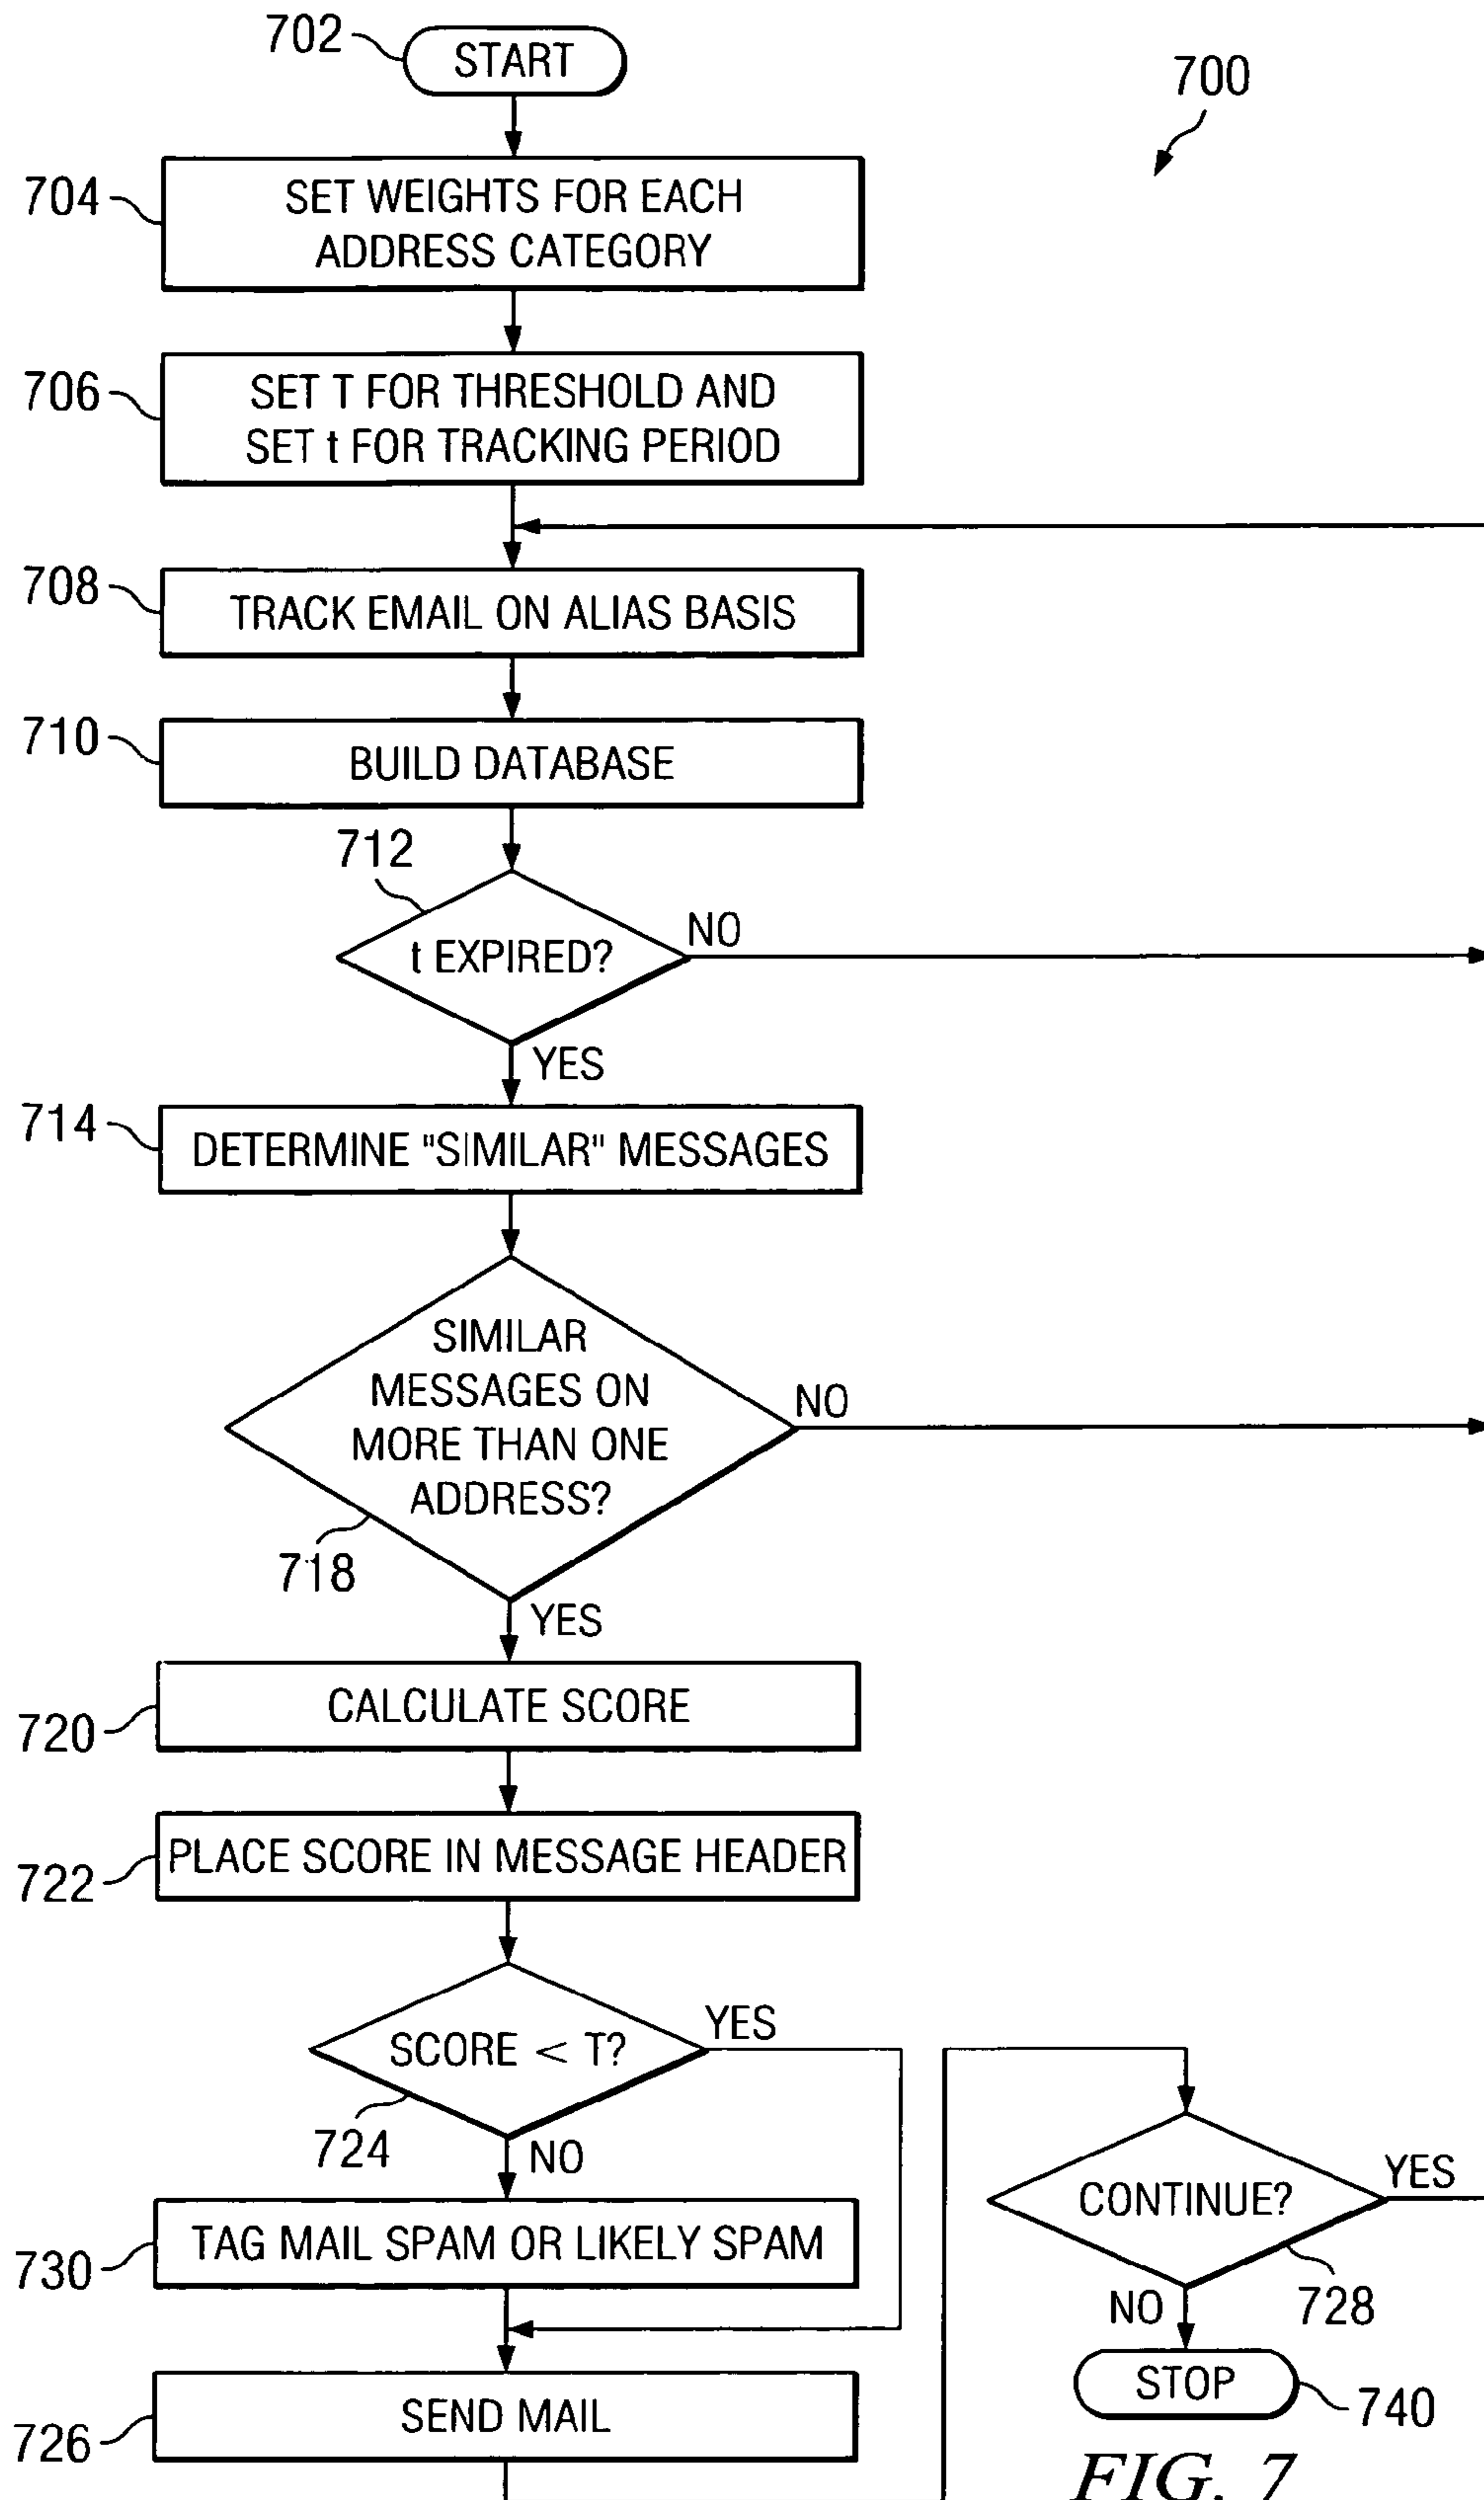 702
START
700
704
SET WEIGHTS FOR EACH
ADDRESS CATEGORY
706
SET T FOR THRESHOLD AND
SET t FOR TRACKING PERIOD
708
TRACK EMAIL ON ALIAS BASIS
710
BUILD DATABASE
712
t EXPIRED?
NO
YES
714
DETERMINE "SIMILAR" MESSAGES
SIMILAR
MESSAGES ON
MORE THAN ONE
ADDRESS?
NO
718
YES
720
CALCULATE SCORE
722
PLACE SCORE IN MESSAGE HEADER
SCORE < T?
YES
724
NO
730
TAG MAIL SPAM OR LIKELY SPAM
726
SEND MAIL
CONTINUE?
YES
728
NO
STOP
740
FIG. 7